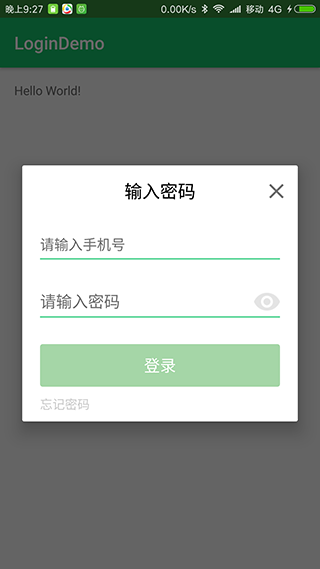 晚上9:27 0.00K/s 移动 4G
LoginDemo
Hello World!
输入密码
请输入手机号
请输入密码
登录
忘记密码